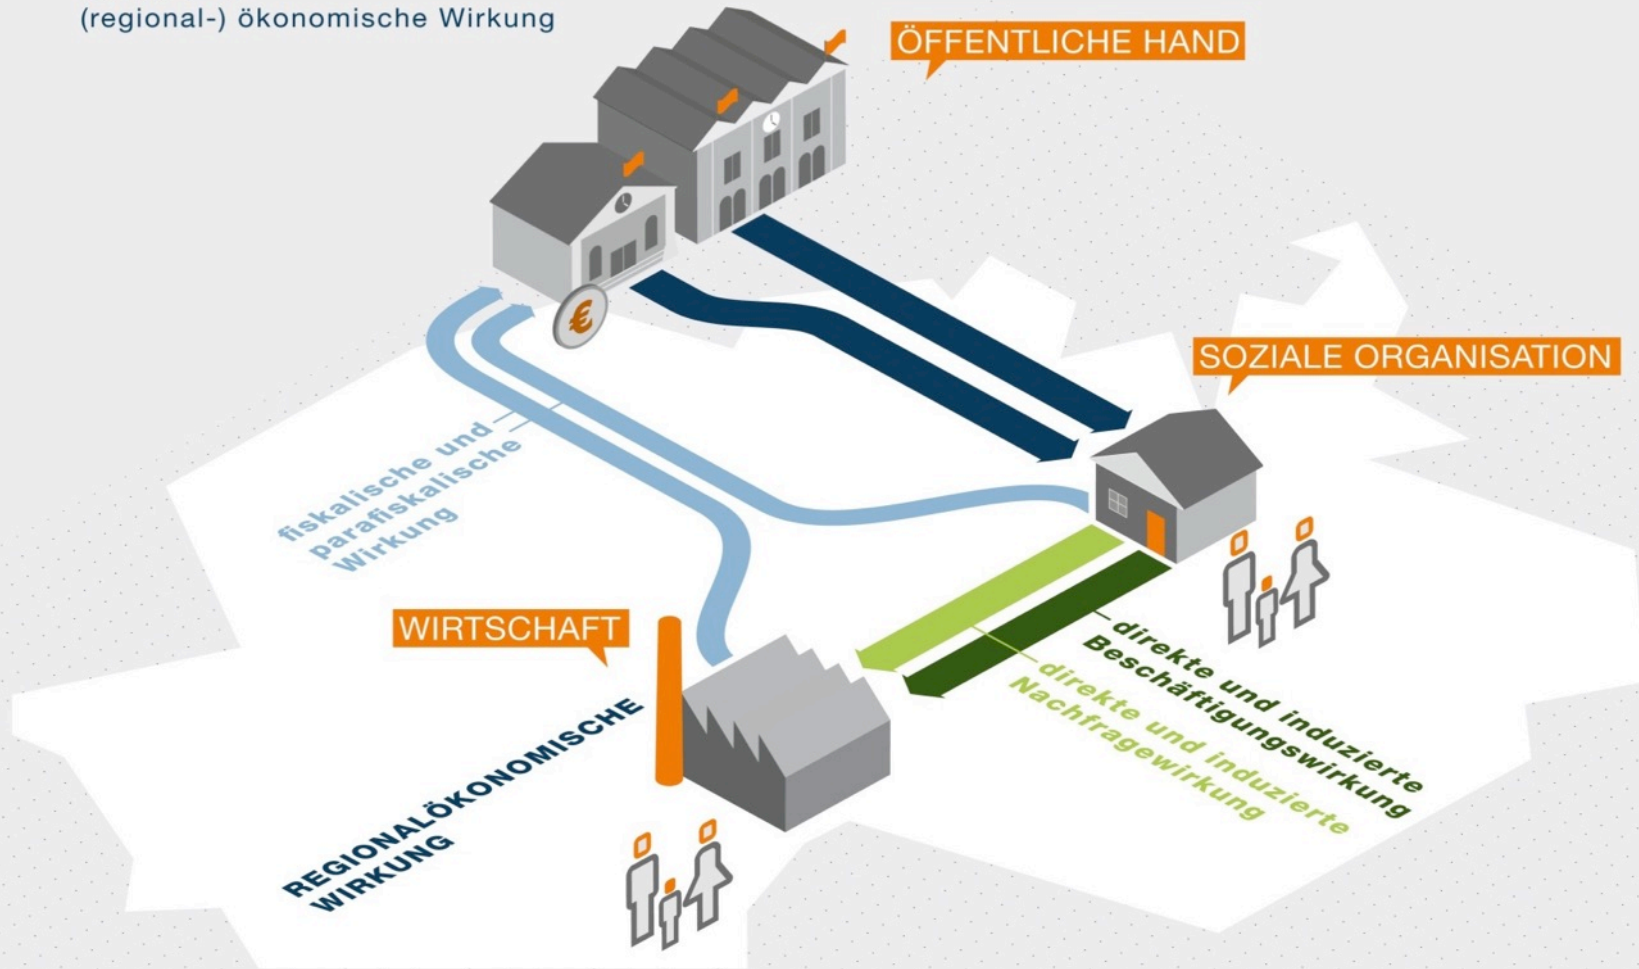 (regional-) ökonomische Wirkung
ÖFFENTLICHE HAND
€
SOZIALE ORGANISATION
fiskalische und
parafiskalische
Wirkung
WIRTSCHAFT
direkte und induzierte
Beschäftigungswirkung
direkte und induzierte
Nachfragewirkung
REGIONALÖKONOMISCHE
WIRKUNG